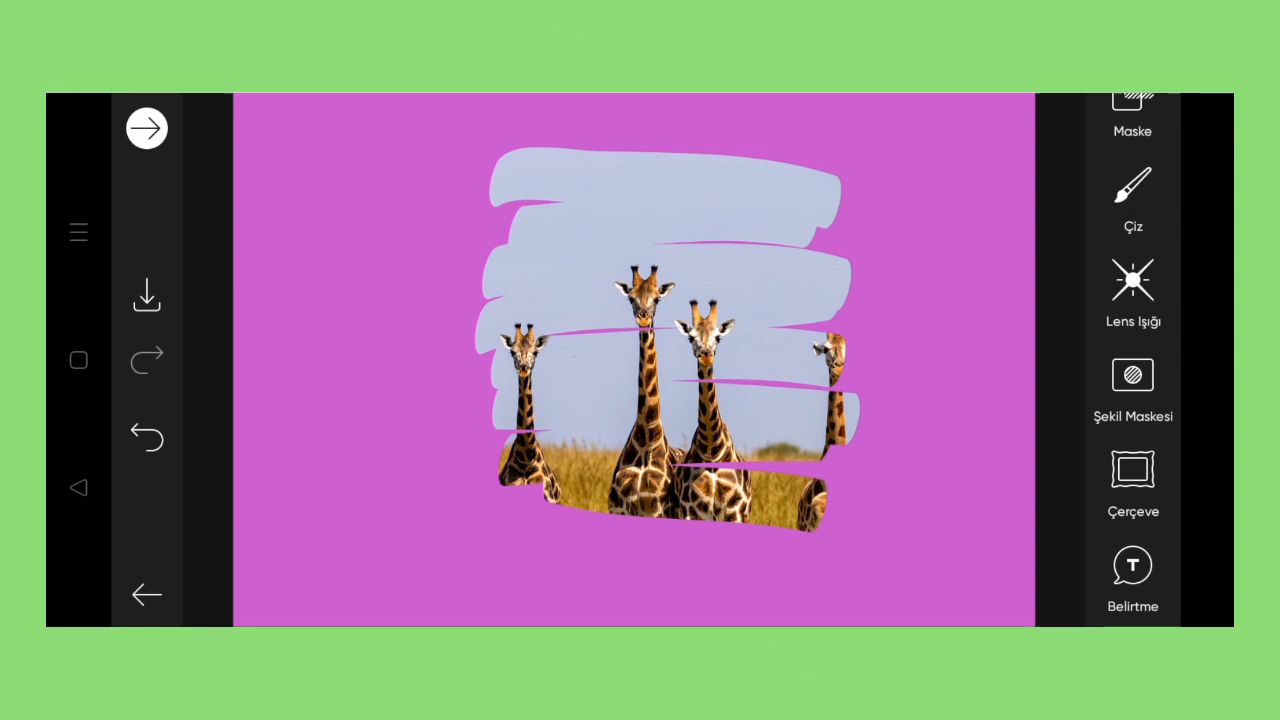 Maske
Çiz
Lens Işığı
Şekil Maskesi
Çerçeve
T
Belirtme